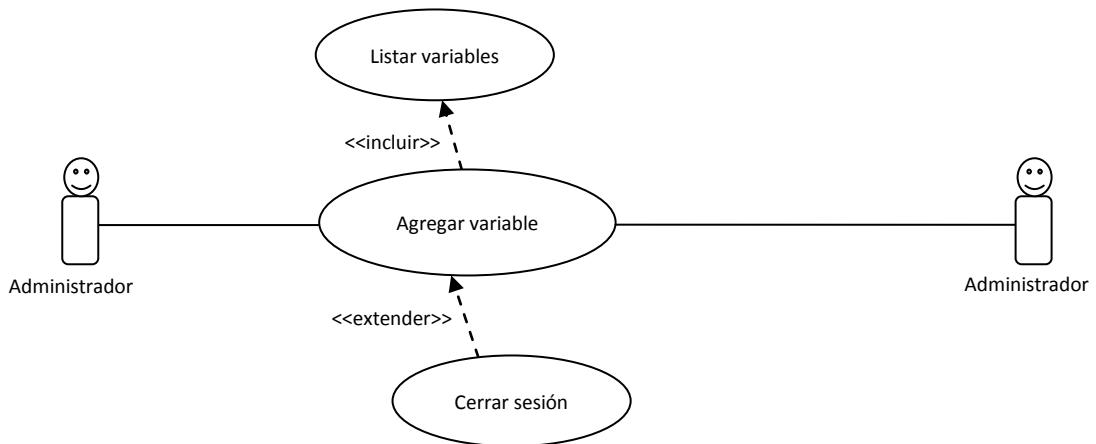 Listar variables
<<incluir>>
Agregar variable
Administrador
Administrador
<<extender>>
Cerrar sesión